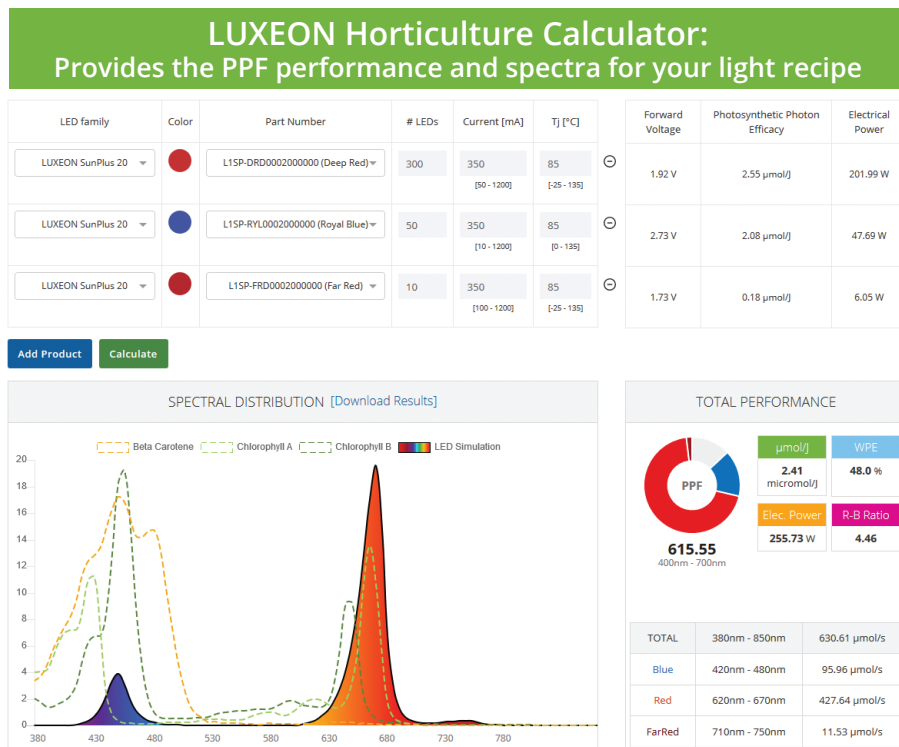 LUXEON Horticulture Calculator:
Provides the PPF performance and spectra for your light recipe
LED family Color Part Number # LEDs Current [mA] Tj [°C]
LUXEON SunPlus 20 L1SP-DRD0002000000 (Deep Red) 300 350 85
[50 - 1200] [-25 - 135]
LUXEON SunPlus 20 L1SP-RYL0002000000 (Royal Blue) 50 350 85
[10 - 1200] [0 - 135]
LUXEON SunPlus 20 L1SP-FRD0002000000 (Far Red) 10 350 85
[100 - 1200] [-25 - 135]
Forward Photosynthetic Photon Electrical
Voltage Efficacy Power
1.92 V 2.55 µmol/J 201.99 W
2.73 V 2.08 µmol/J 47.69 W
1.73 V 0.18 µmol/J 6.05 W
Add Product Calculate
SPECTRAL DISTRIBUTION [Download Results]
Beta Carotene Chlorophyll A Chlorophyll B LED Simulation
20
18
16
14
12
10
8
6
4
2
0
380 430 480 530 580 630 680 730 780
TOTAL PERFORMANCE
PPF
615.55
400nm - 700nm
µmol/J WPE
2.41 48.0 %
micromol/J
Elec. Power R-B Ratio
255.73 W 4.46
TOTAL 380nm - 850nm 630.61 µmol/s
Blue 420nm - 480nm 95.96 µmol/s
Red 620nm - 670nm 427.64 µmol/s
FarRed 710nm - 750nm 11.53 µmol/s